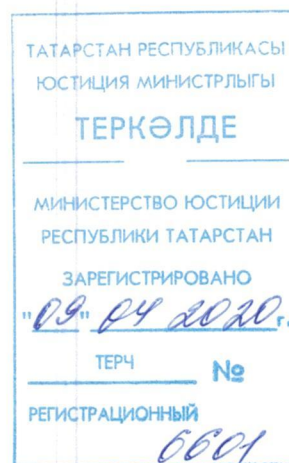 ТАТАРСТАН РЕСПУБЛИКАСЫ
ЮСТИЦИЯ МИНИСТРЛЫГЫ
ТЕРКӘЛДЕ
МИНИСТЕРСТВО ЮСТИЦИИ
РЕСПУБЛИКИ ТАТАРСТАН
ЗАРЕГИСТРИРОВАНО
"09" 04 2020 г.
ТЕРЧ №
РЕГИСТРАЦИОННЫЙ
6601